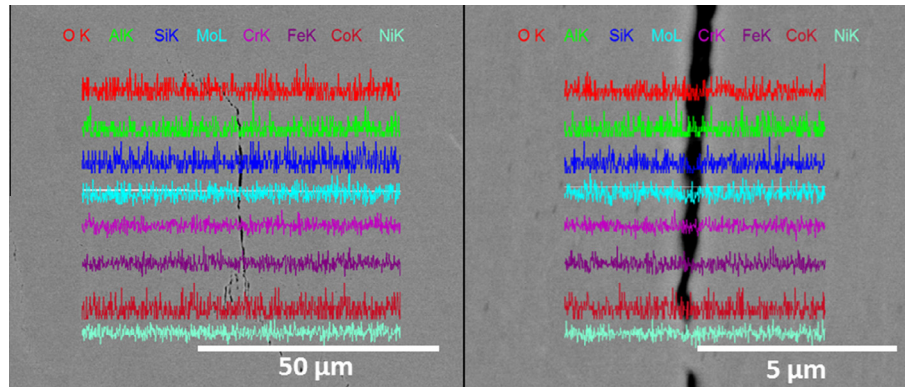 O K AlK SiK MoL CrK FeK CoK NiK
50 µm
O K AlK SiK MoL CrK FeK CoK NiK
5 µm